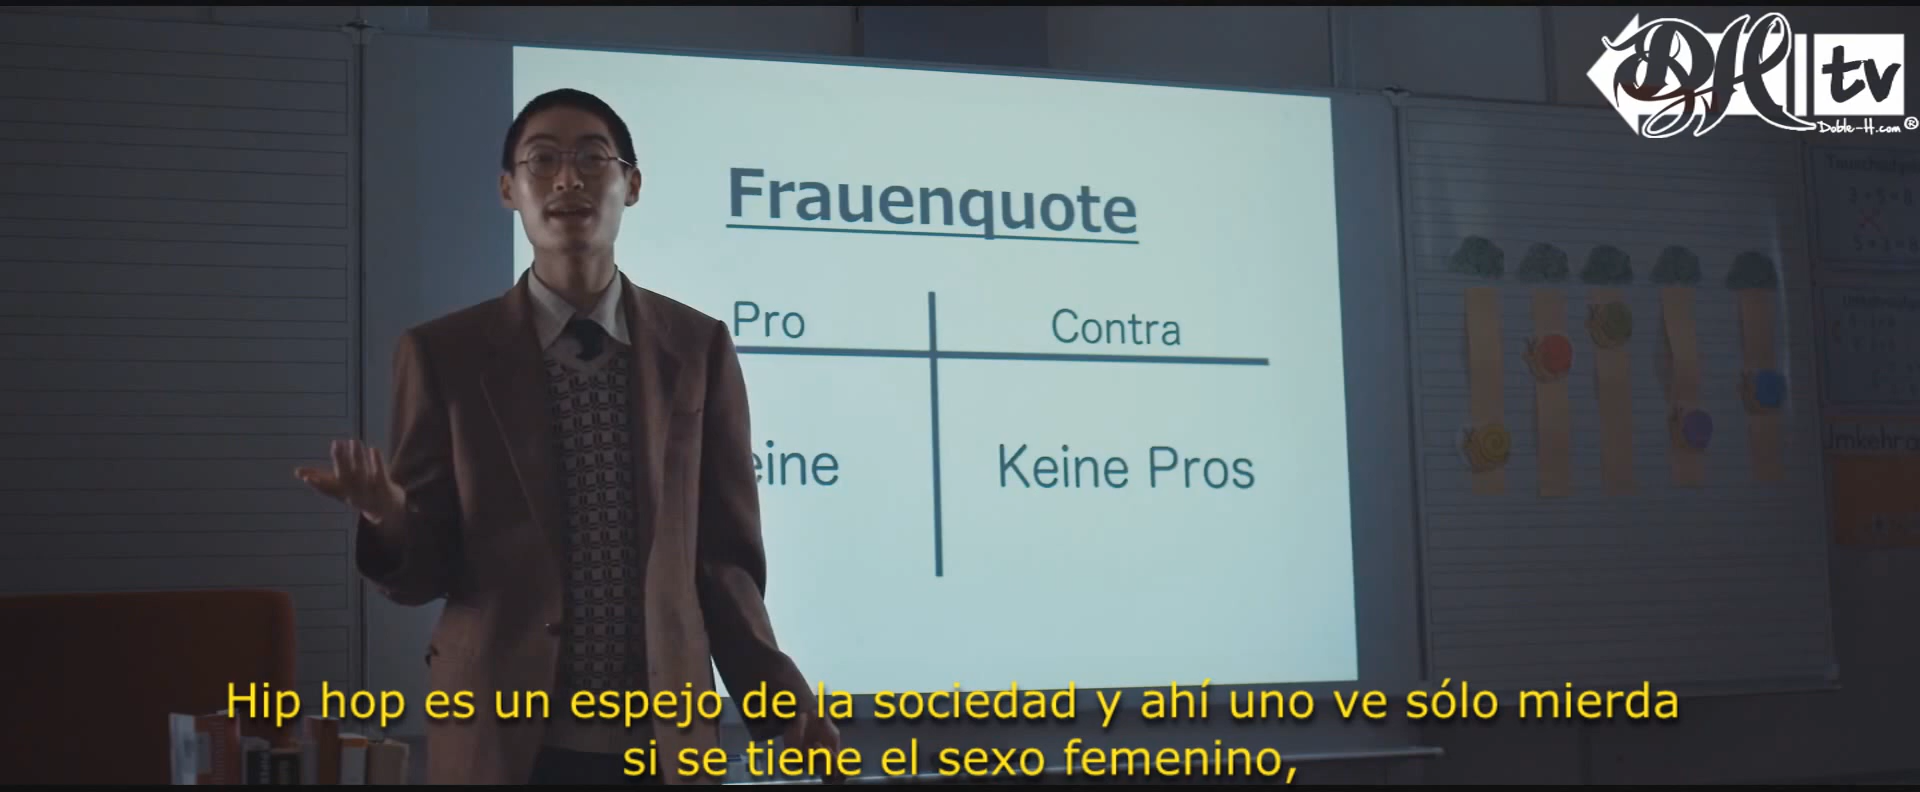 DH tv
Doble-H.com®
Frauenquote
Pro
Contra
eine
Keine Pros
Hip hop es un espejo de la sociedad y ahí uno ve sólo mierda
si se tiene el sexo femenino,